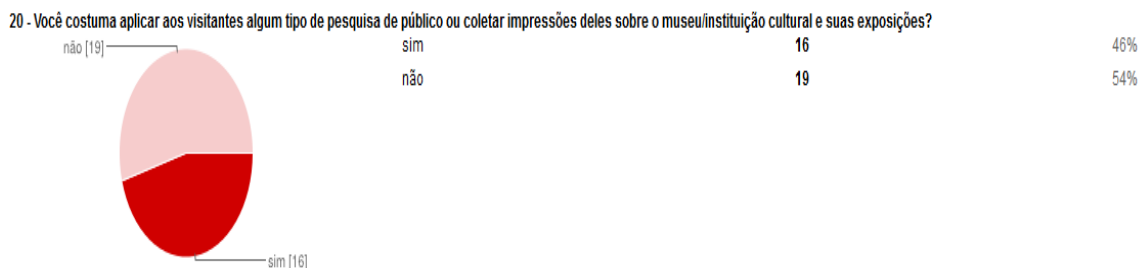 20 - Você costuma aplicar aos visitantes algum tipo de pesquisa de público ou coletar impressões deles sobre o museu/instituição cultural e suas exposições?
não [19]
sim 16 46%
não 19 54%
sim [16]